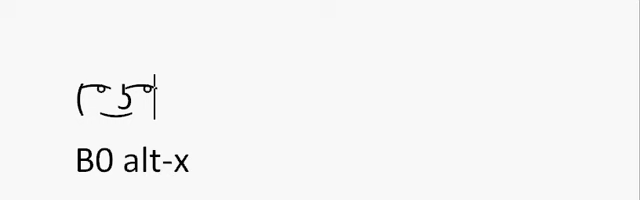 ( ͡° ͜ʖ ͡°
B0 alt-x